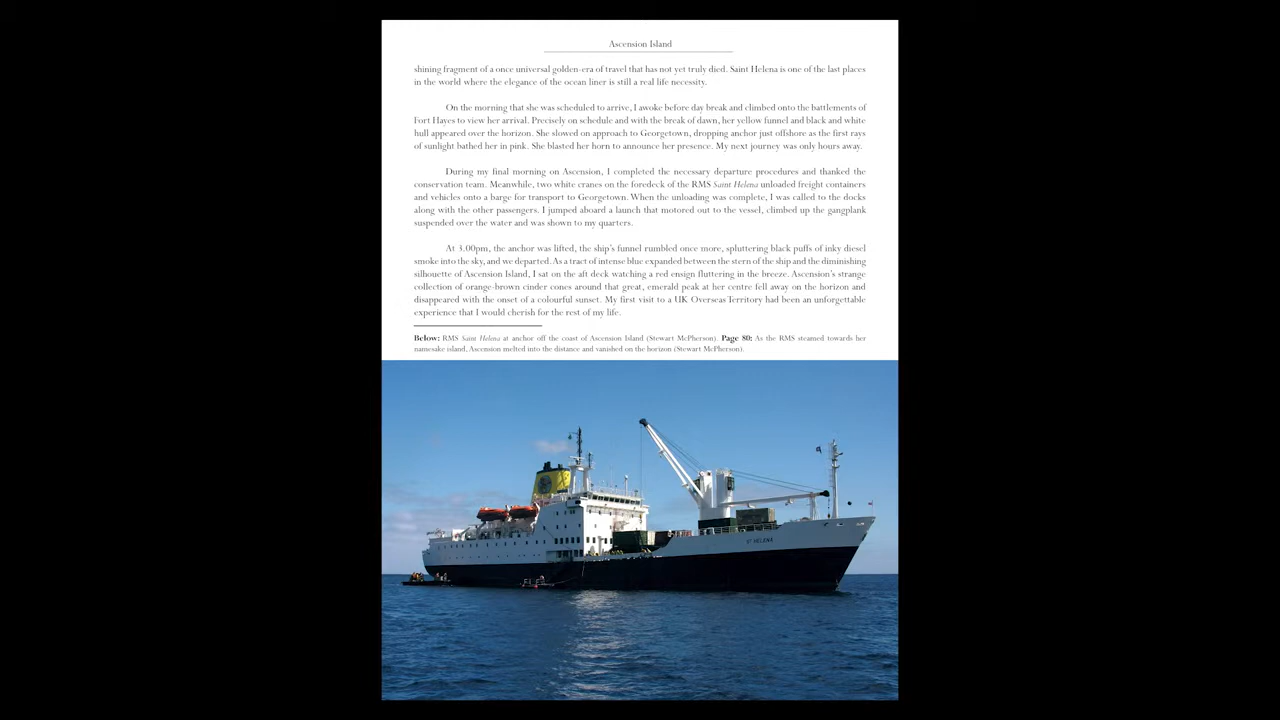 Ascension Island
shining fragment of a once universal golden-era of travel that has not yet truly died. Saint Helena is one of the last places
in the world where the elegance of the ocean liner is still a real life necessity.
On the morning that she was scheduled to arrive, I awoke before day break and climbed onto the battlements of
Fort Hayes to view her arrival. Precisely on schedule and with the break of dawn, her yellow funnel and black and white
hull appeared over the horizon. She slowed on approach to Georgetown, dropping anchor just offshore as the first rays
of sunlight bathed her in pink. She blasted her horn to announce her presence. My next journey was only hours away.
During my final morning on Ascension, I completed the necessary departure procedures and thanked the
conservation team. Meanwhile, two white cranes on the foredeck of the RMS Saint Helena unloaded freight containers
and vehicles onto a barge for transport to Georgetown. When the unloading was complete, I was called to the docks
along with the other passengers. I jumped aboard a launch that motored out to the vessel, climbed up the gangplank
suspended over the water and was shown to my quarters.
At 3.00pm, the anchor was lifted, the ship's funnel rumbled once more, spluttering black puffs of inky diesel
smoke into the sky, and we departed. As a tract of intense blue expanded between the stern of the ship and the diminishing
silhouette of Ascension Island, I sat on the aft deck watching a red ensign fluttering in the breeze. Ascension's strange
collection of orange-brown cinder cones around that great, emerald peak at her centre fell away on the horizon and
disappeared with the onset of a colourful sunset. My first visit to a UK Overseas Territory had been an unforgettable
experience that I would cherish for the rest of my life.
Below: RMS Saint Helena at anchor off the coast of Ascension Island (Stewart McPherson). Page 80: As the RMS steamed towards her
namesake island, Ascension melted into the distance and vanished on the horizon (Stewart McPherson).
ST HELENA